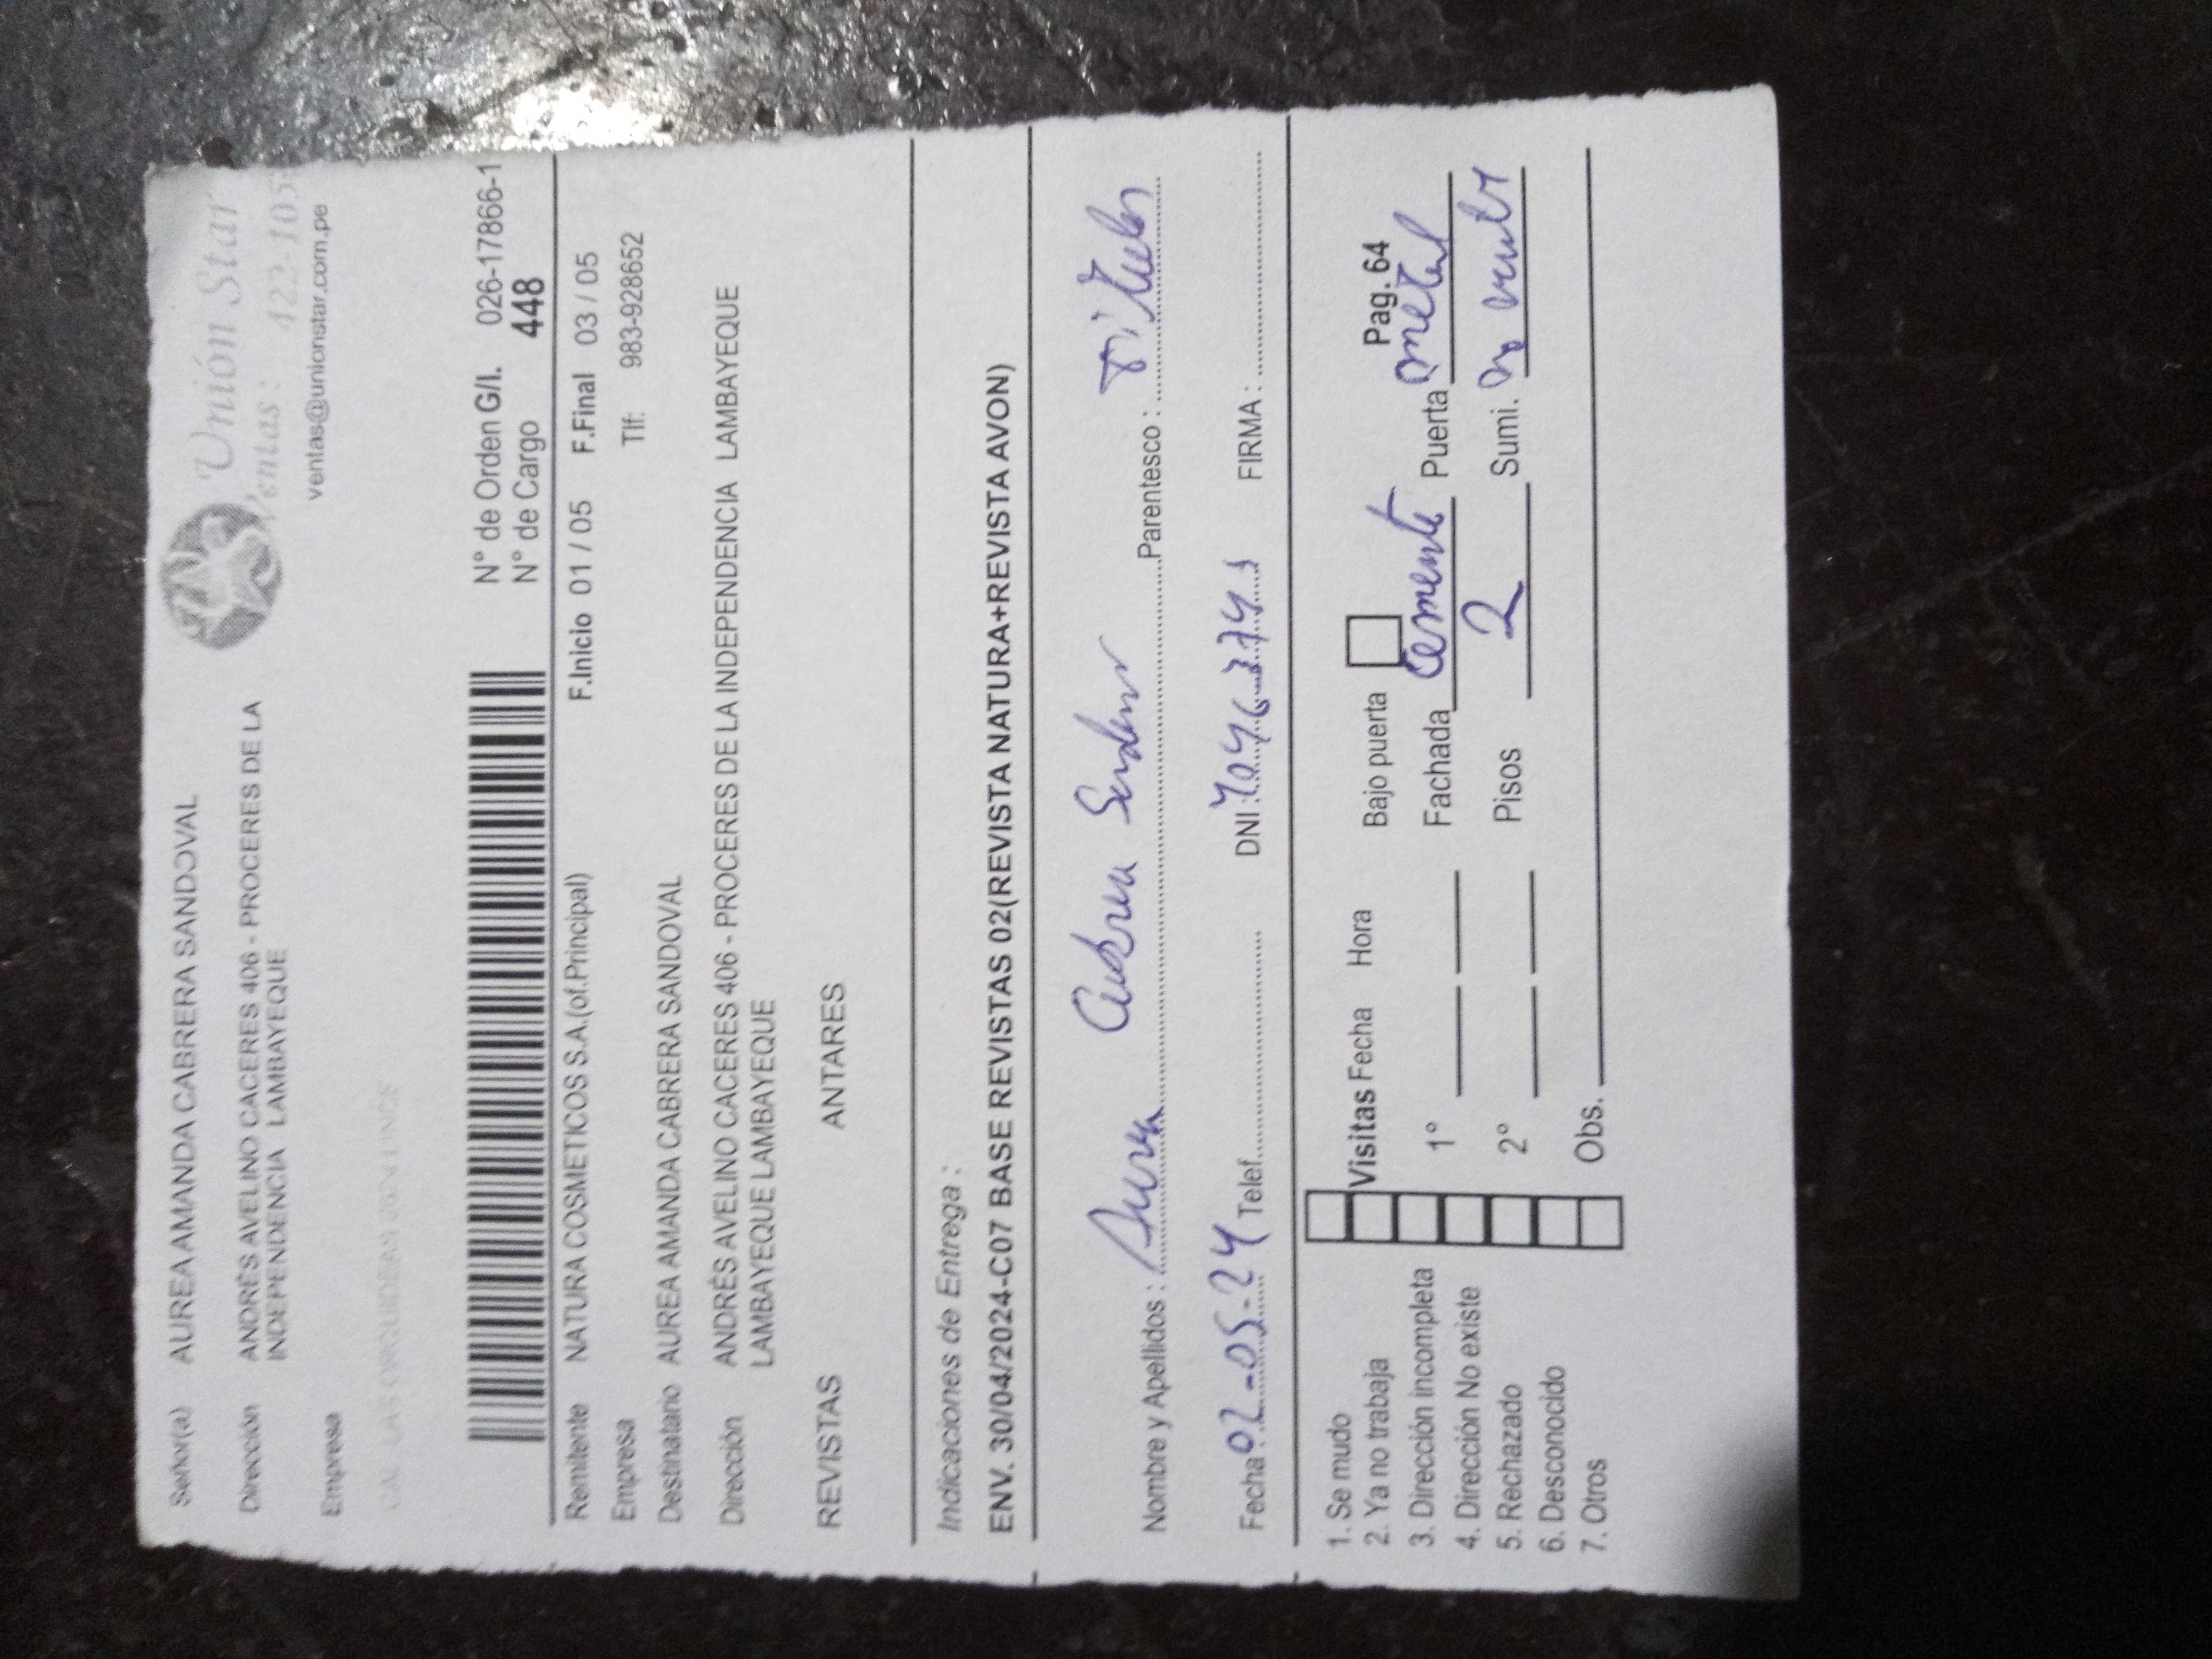 Señor(a) AUREA AMANDA CABRERA SANDOVAL
Unión Star
Ventas: 422-105
ventas@unionstar.com.pe
Dirección ANDRÉS AVELINO CACERES 406 - PROCERES DE LA
INDEPENDENCIA LAMBAYEQUE
Empresa
N° de Orden G/I. 026-17866-1
N° de Cargo 448
Remitente NATURA COSMETICOS S.A.(of.Principal) F.Inicio 01 / 05 F.Final 03 / 05
Empresa Tlf: 983-928652
Destinatario AUREA AMANDA CABRERA SANDOVAL
Dirección ANDRÉS AVELINO CACERES 406 - PROCERES DE LA INDEPENDENCIA LAMBAYEQUE
LAMBAYEQUE LAMBAYEQUE
REVISTAS ANTARES
Indicaciones de Entrega :
ENV. 30/04/2024-C07 BASE REVISTAS 02(REVISTA NATURA+REVISTA AVON)
Nombre y Apellidos : Aurea Cabrera Parentesco : Titular
Fecha 02-05-24 Telef. DNI : FIRMA :
1. Se mudo
2. Ya no trabaja
3. Dirección incompleta
4. Dirección No existe
5. Rechazado
6. Desconocido
7. Otros
Visitas Fecha Hora Bajo puerta Pag. 64
1° Fachada Cemento Puerta metal
2° Pisos 2 Sumi.
Obs.